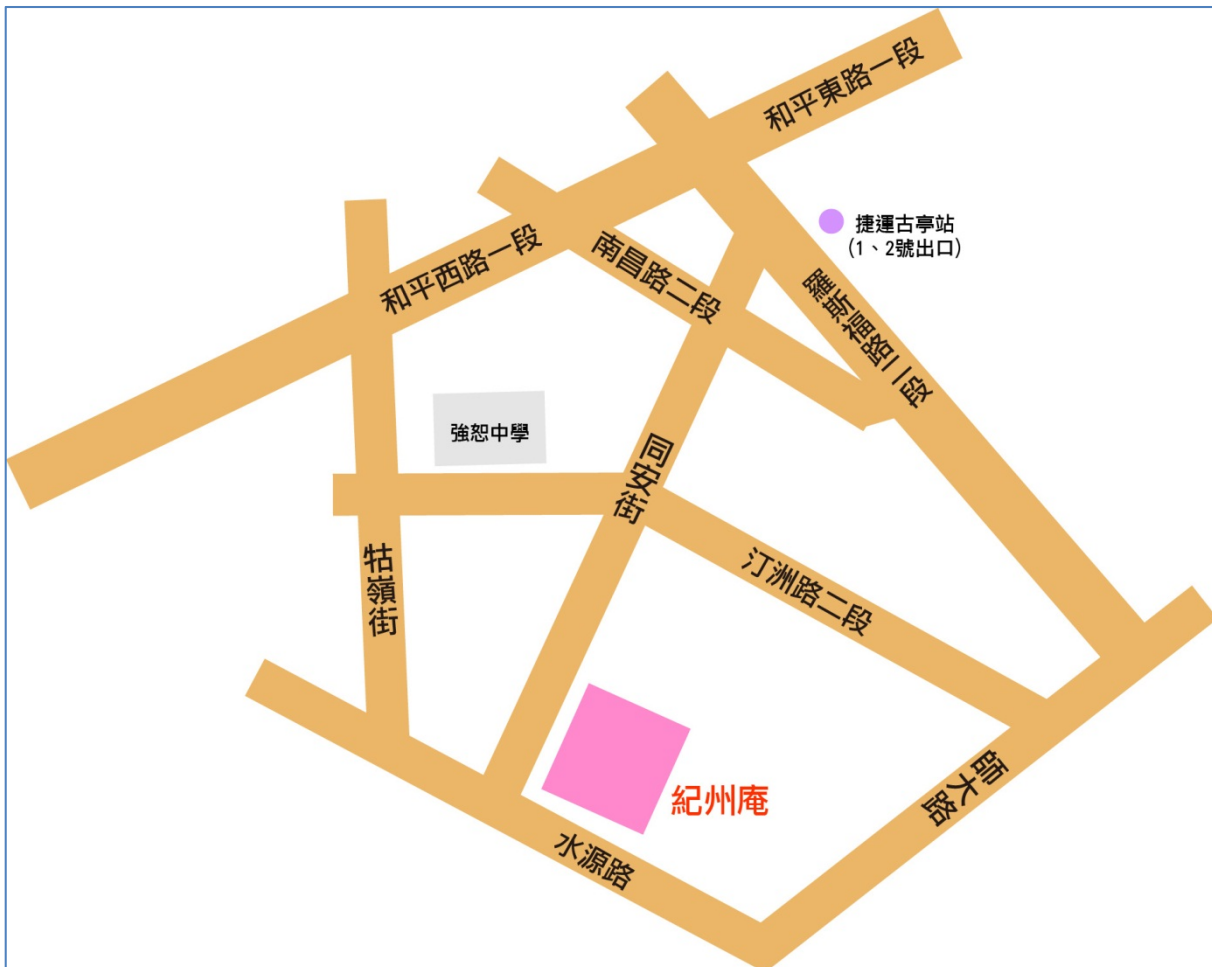 和平東路一段
捷運古亭站
(1、2號出口)
和平西路一段
南昌路二段
羅斯福路二段
強恕中學
同安街
牯嶺街
汀洲路二段
紀州庵
師大路
水源路